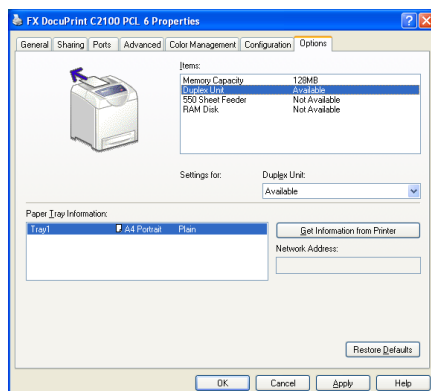 FX DocuPrint C2100 PCL 6 Properties
General Sharing Ports Advanced Color Management Configuration Options
Items:
Memory Capacity 128MB
Duplex Unit Available
550 Sheet Feeder Not Available
RAM Disk Not Available
Settings for: Duplex Unit:
Available
Paper Tray Information:
Tray1 A4 Portrait Plain
Get Information from Printer
Network Address:
Restore Defaults
OK Cancel Apply Help